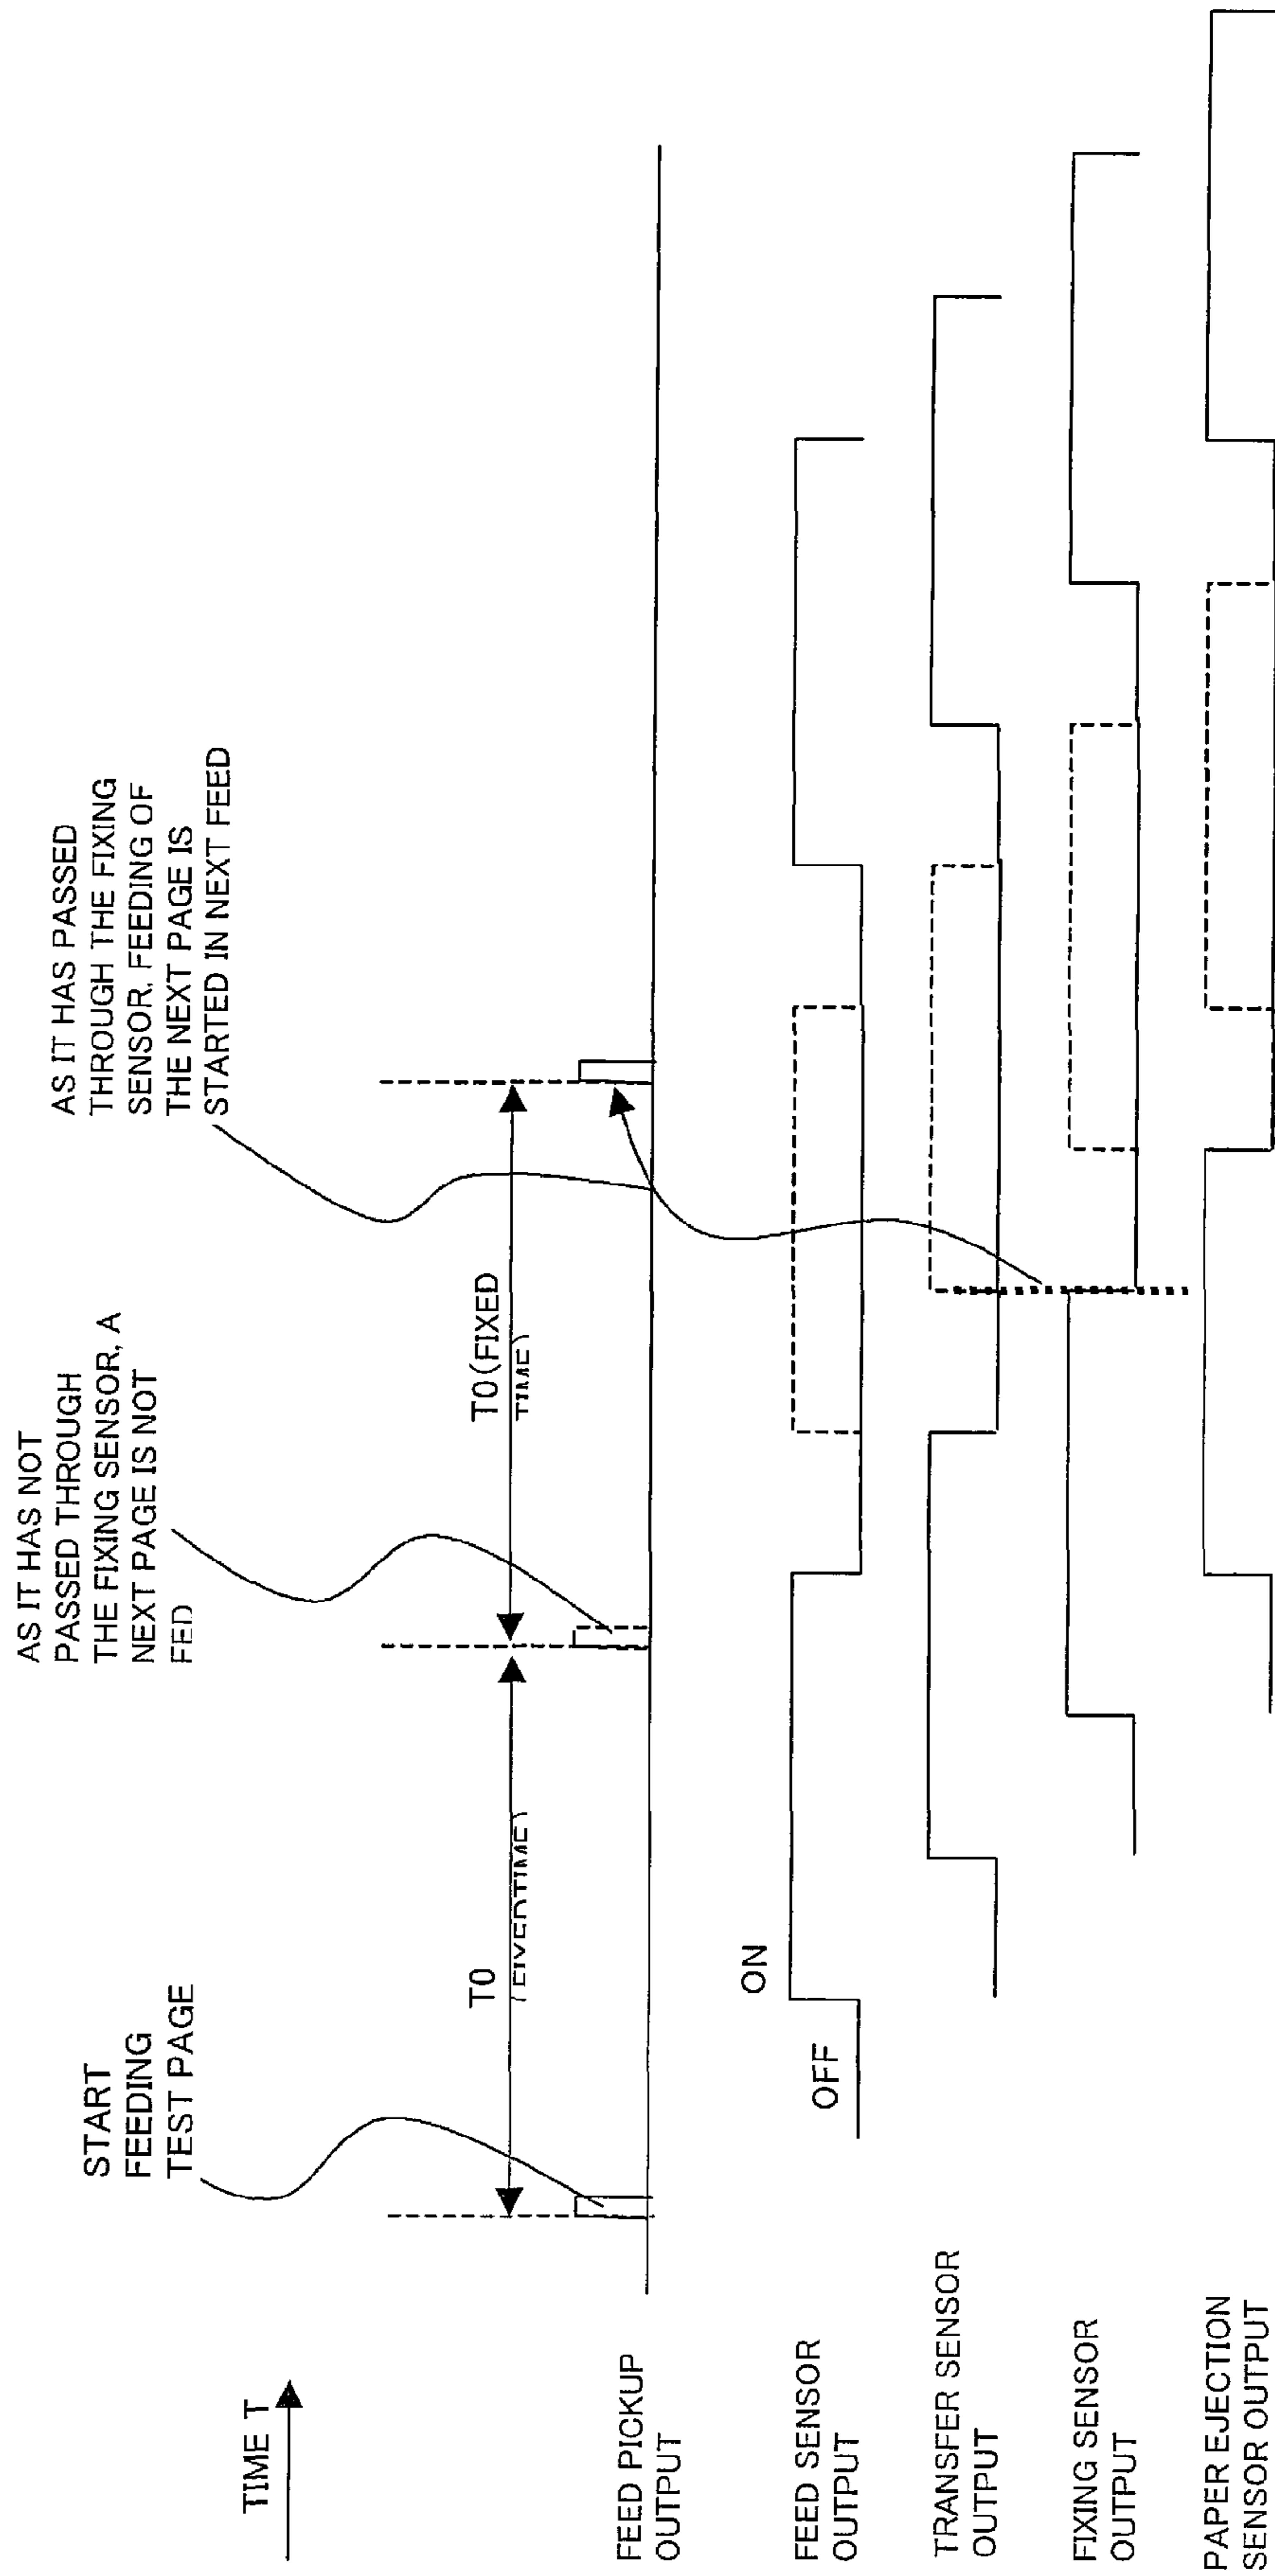 TIME T
START
FEEDING
TEST PAGE
AS IT HAS NOT
PASSED THROUGH
THE FIXING SENSOR, A
NEXT PAGE IS NOT
FED
AS IT HAS PASSED
THROUGH THE FIXING
SENSOR, FEEDING OF
THE NEXT PAGE IS
STARTED IN NEXT FEED
T0
(FIXED TIME)
T0 (FIXED
TIME)
FEED PICKUP
OUTPUT
ON
OFF
FEED SENSOR
OUTPUT
TRANSFER SENSOR
OUTPUT
FIXING SENSOR
OUTPUT
PAPER EJECTION
SENSOR OUTPUT